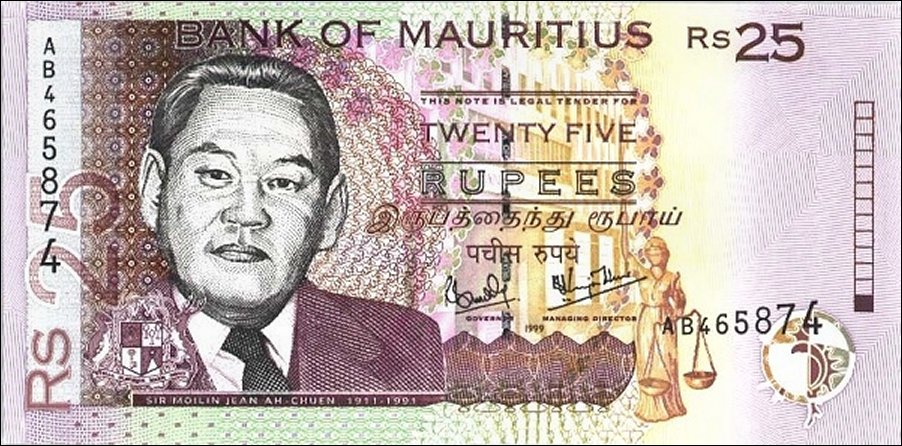 BANK OF MAURITIUS
Rs 25
AB465874
THIS NOTE IS LEGAL TENDER FOR
TWENTY FIVE
RUPEES
இருபத்தைந்து ரூபாய்
पचीस रुपये
GOVERNOR
MANAGING DIRECTOR
1999
AB465874
Rs 25
SIR MOILIN JEAN AH-CHUEN 1911-1991